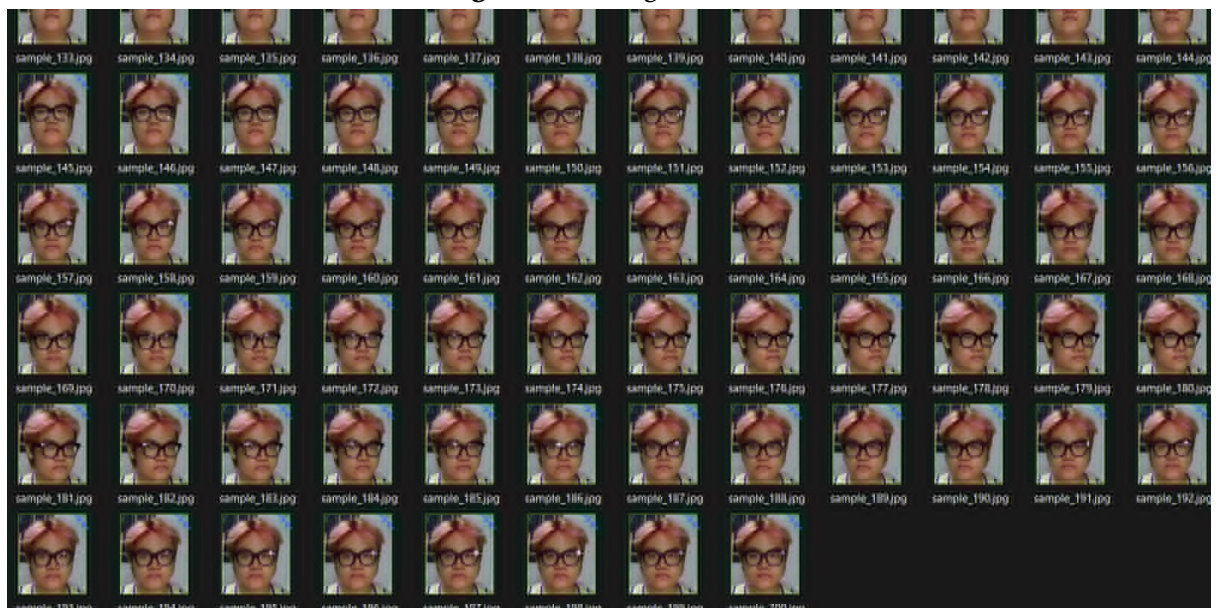 sample_133.jpg sample_134.jpg sample_135.jpg sample_136.jpg sample_137.jpg sample_138.jpg sample_139.jpg sample_140.jpg sample_141.jpg sample_142.jpg sample_143.jpg sample_144.jpg
sample_145.jpg sample_146.jpg sample_147.jpg sample_148.jpg sample_149.jpg sample_150.jpg sample_151.jpg sample_152.jpg sample_153.jpg sample_154.jpg sample_155.jpg sample_156.jpg
sample_157.jpg sample_158.jpg sample_159.jpg sample_160.jpg sample_161.jpg sample_162.jpg sample_163.jpg sample_164.jpg sample_165.jpg sample_166.jpg sample_167.jpg sample_168.jpg
sample_169.jpg sample_170.jpg sample_171.jpg sample_172.jpg sample_173.jpg sample_174.jpg sample_175.jpg sample_176.jpg sample_177.jpg sample_178.jpg sample_179.jpg sample_180.jpg
sample_181.jpg sample_182.jpg sample_183.jpg sample_184.jpg sample_185.jpg sample_186.jpg sample_187.jpg sample_188.jpg sample_189.jpg sample_190.jpg sample_191.jpg sample_192.jpg